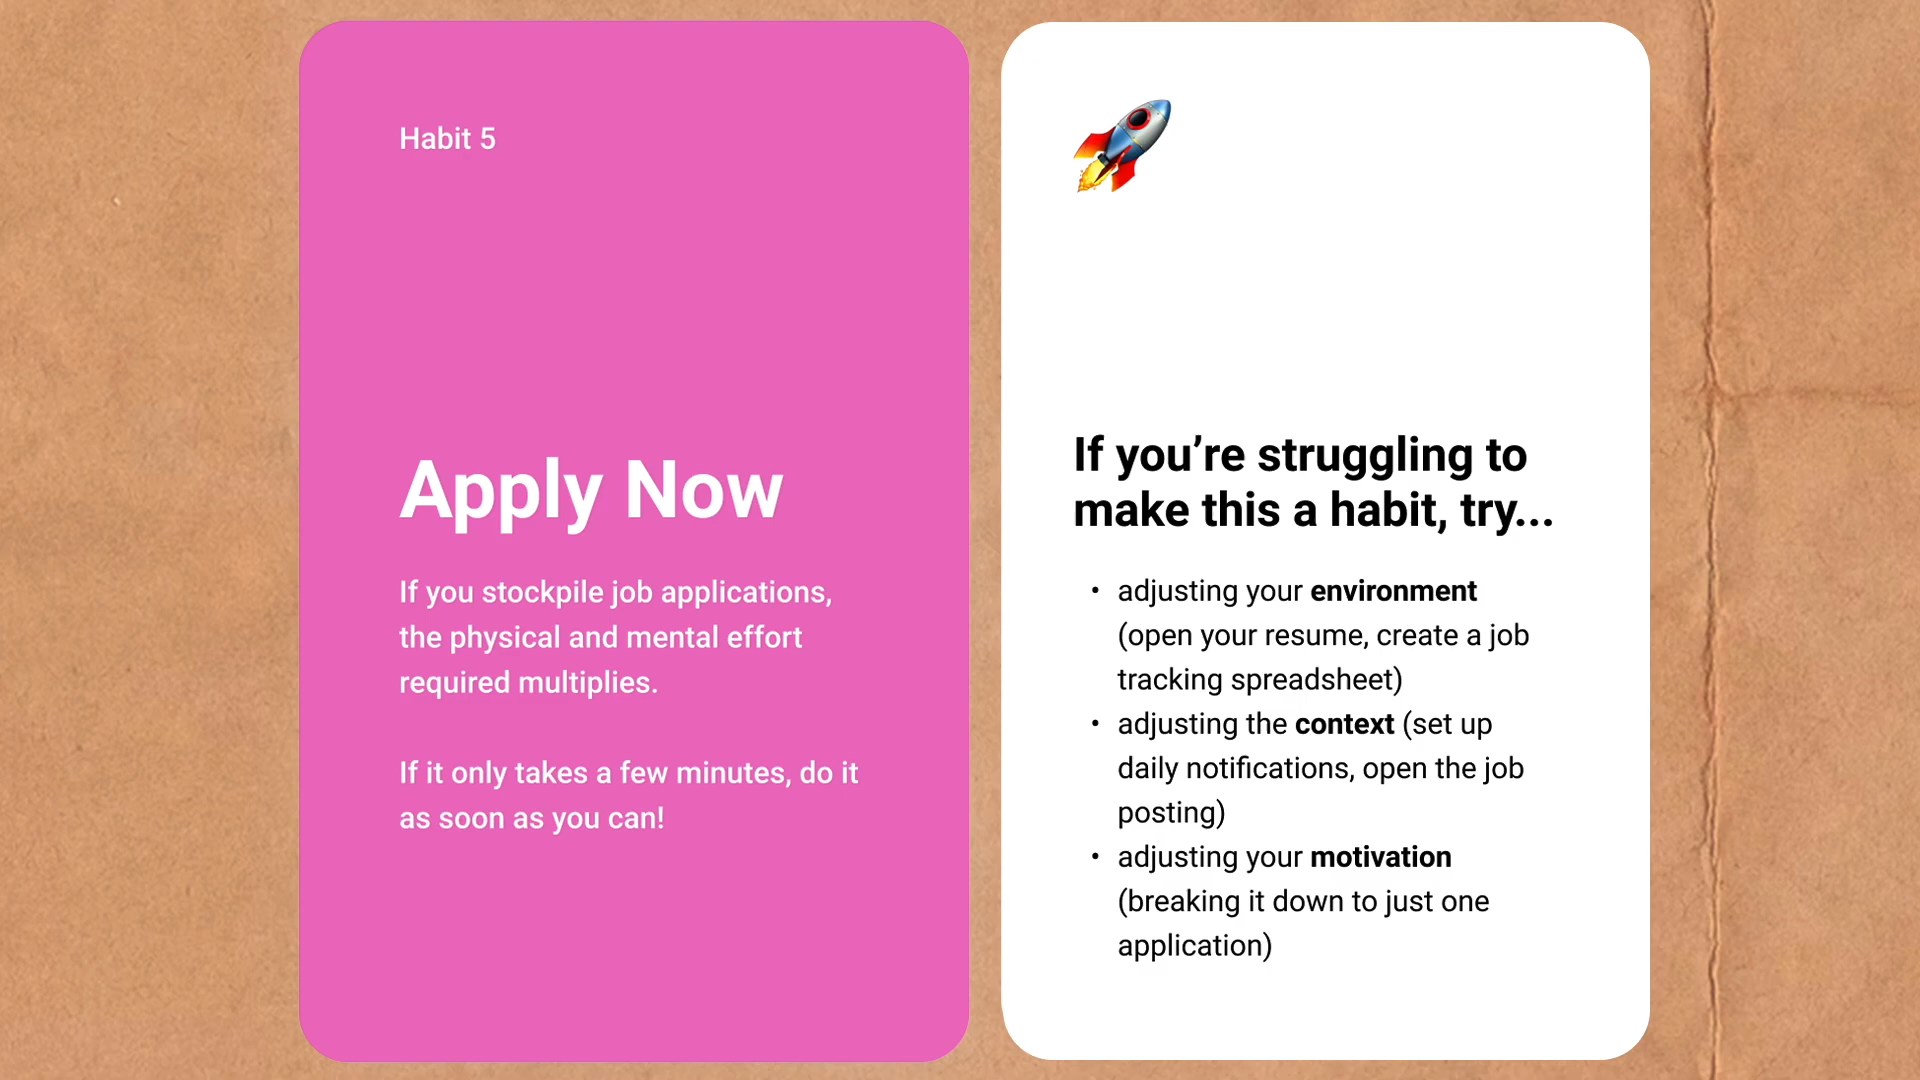 Habit 5
Apply Now
If you stockpile job applications,
the physical and mental effort
required multiplies.
If it only takes a few minutes, do it
as soon as you can!
If you’re struggling to
make this a habit, try...
• adjusting your environment
(open your resume, create a job
tracking spreadsheet)
• adjusting the context (set up
daily notifications, open the job
posting)
• adjusting your motivation
(breaking it down to just one
application)